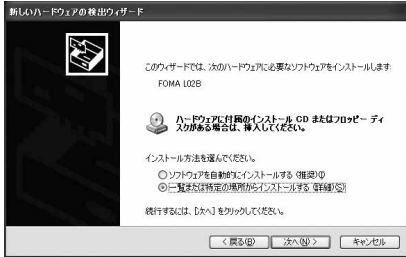 新しいハードウェアの検出ウィザード
このウィザードでは、次のハードウェアに必要なソフトウェアをインストールします:
FOMA L02B
ハードウェアに付属のインストール CD またはフロッピー ディ
スクがある場合は、挿入してください。
インストール方法を選んでください。
ソフトウェアを自動的にインストールする (推奨)(I)
一覧または特定の場所からインストールする (詳細)(S)
続行するには、[次へ] をクリックしてください。
< 戻る(B) 次へ(N) > キャンセル